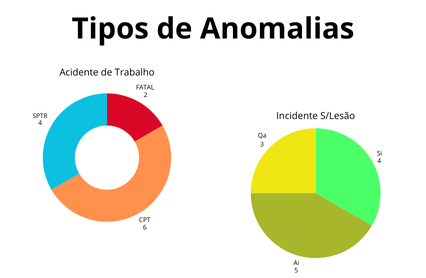 Tipos de Anomalias
Acidente de Trabalho
FATAL
2
SPTR
4
CPT
6
Incidente S/Lesão
Qa
3
Si
4
Ai
5